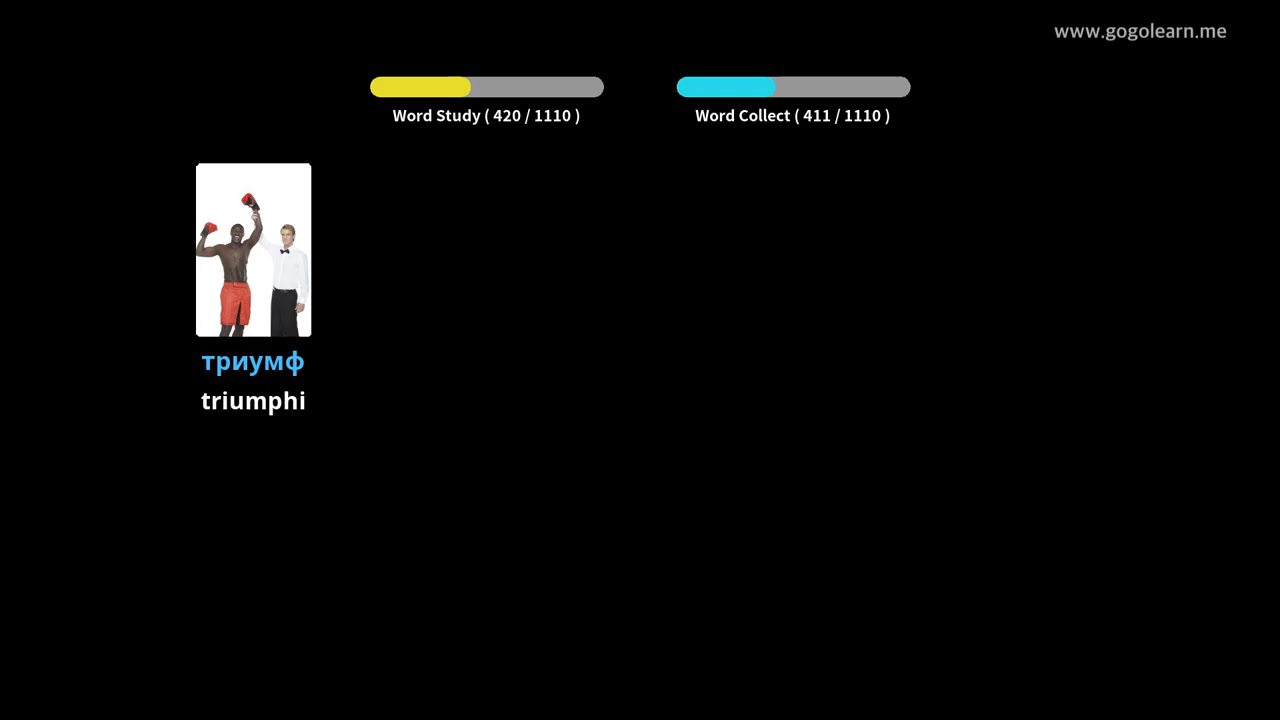 www.gogolearn.me
Word Study ( 420 / 1110 )
Word Collect ( 411 / 1110 )
триумф
triumphi